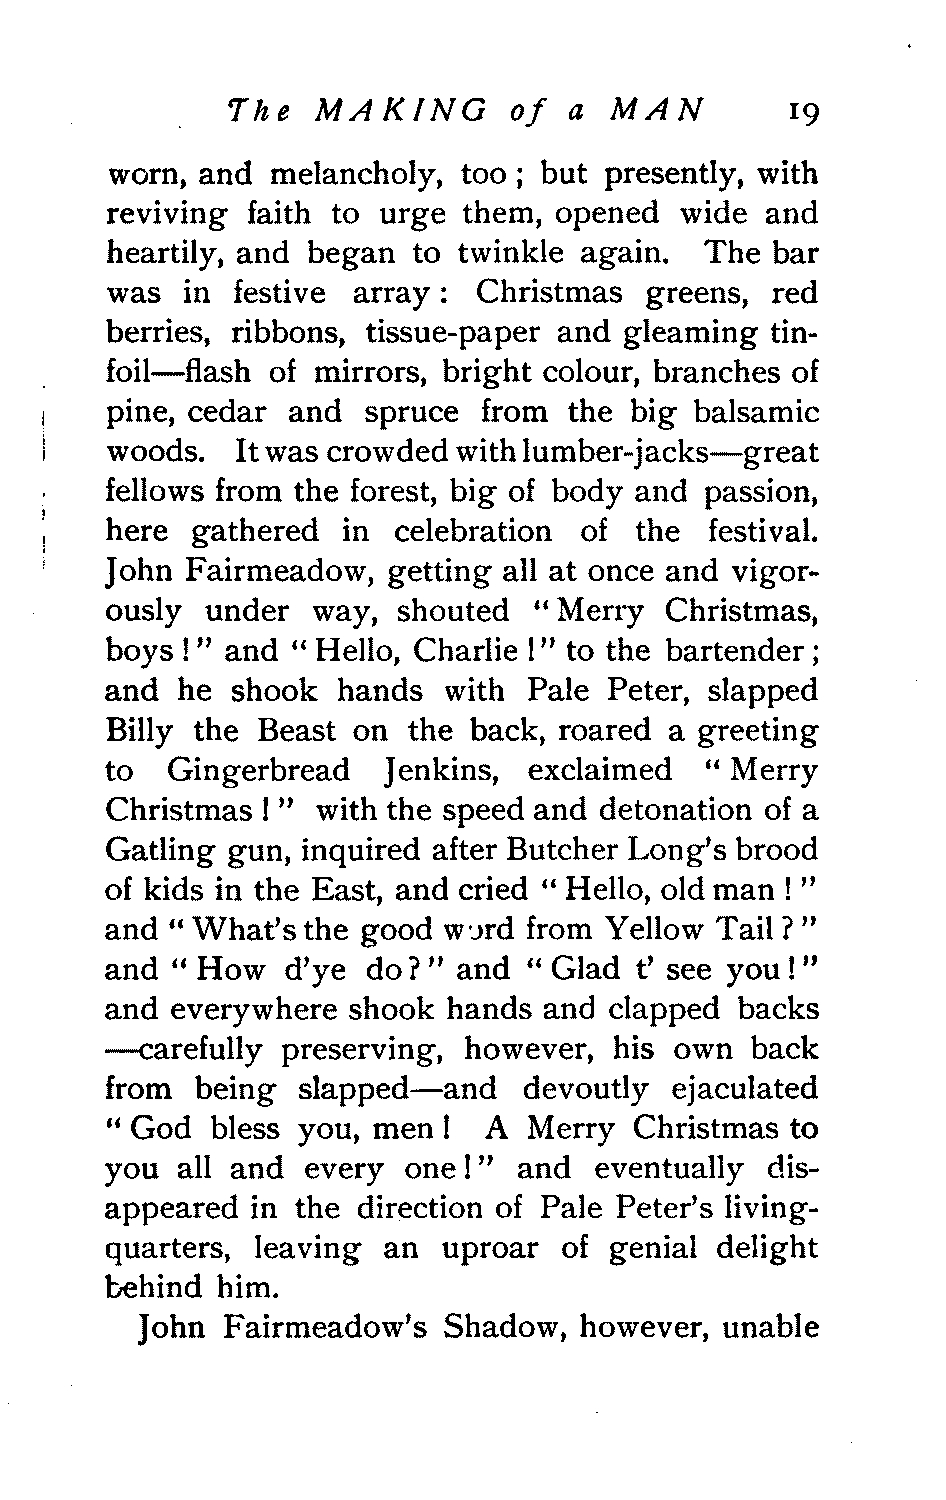 The MAKING of a MAN 19
worn, and melancholy, too ; but presently, with
reviving faith to urge them, opened wide and
heartily, and began to twinkle again. The bar
was in festive array : Christmas greens, red
berries, ribbons, tissue-paper and gleaming tin-
foil—flash of mirrors, bright colour, branches of
pine, cedar and spruce from the big balsamic
woods. It was crowded with lumber-jacks—great
fellows from the forest, big of body and passion,
here gathered in celebration of the festival.
John Fairmeadow, getting all at once and vigor-
ously under way, shouted " Merry Christmas,
boys ! " and " Hello, Charlie ! " to the bartender ;
and he shook hands with Pale Peter, slapped
Billy the Beast on the back, roared a greeting
to Gingerbread Jenkins, exclaimed " Merry
Christmas ! " with the speed and detonation of a
Gatling gun, inquired after Butcher Long's brood
of kids in the East, and cried " Hello, old man ! "
and " What's the good word from Yellow Tail ? "
and " How d'ye do ? " and " Glad t' see you ! "
and everywhere shook hands and clapped backs
—carefully preserving, however, his own back
from being slapped—and devoutly ejaculated
" God bless you, men ! A Merry Christmas to
you all and every one ! " and eventually dis-
appeared in the direction of Pale Peter's living-
quarters, leaving an uproar of genial delight
behind him.
John Fairmeadow's Shadow, however, unable